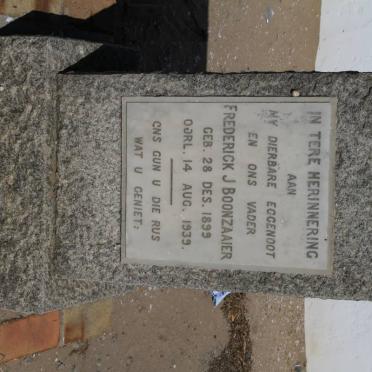 IN TERE HERINNERING
AAN
MY DIERBARE EGGENOOT
EN ONS VADER
FREDERICK J BOONZAAIER
GEB. 28 DES. 1899
OORL. 14 AUG. 1939.
ONS GUN U DIE RUS
WAT U GENIET.